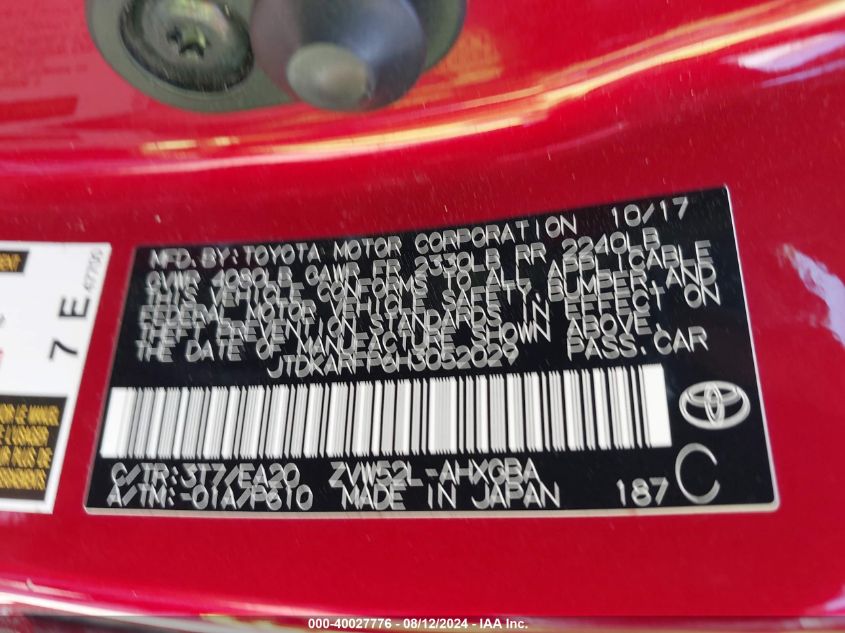 MFD. BY: TOYOTA MOTOR CORPORATION 10/17
GVWR 4080LB GAWR FR 2330LB RR 2240LB
THIS VEHICLE CONFORMS TO ALL APPLICABLE
FEDERAL MOTOR VEHICLE SAFETY, BUMPER, AND
THEFT PREVENTION STANDARDS IN EFFECT ON
THE DATE OF MANUFACTURE SHOWN ABOVE.
JTDKARFP6H3052029 PASS.CAR
C/TR: 3T7/EA20 ZVW52L-AHXGBA
A/TM: -01A/P610 MADE IN JAPAN 187 C
7 E
47700
000-40027776 - 08/12/2024 - IAA Inc.